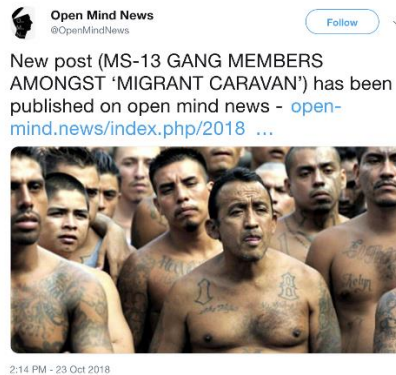 Open Mind News
@OpenMindNews
Follow
New post (MS-13 GANG MEMBERS
AMONGST ‘MIGRANT CARAVAN’) has been
published on open mind news - open-
mind.news/index.php/2018 …
18
2:14 PM - 23 Oct 2018